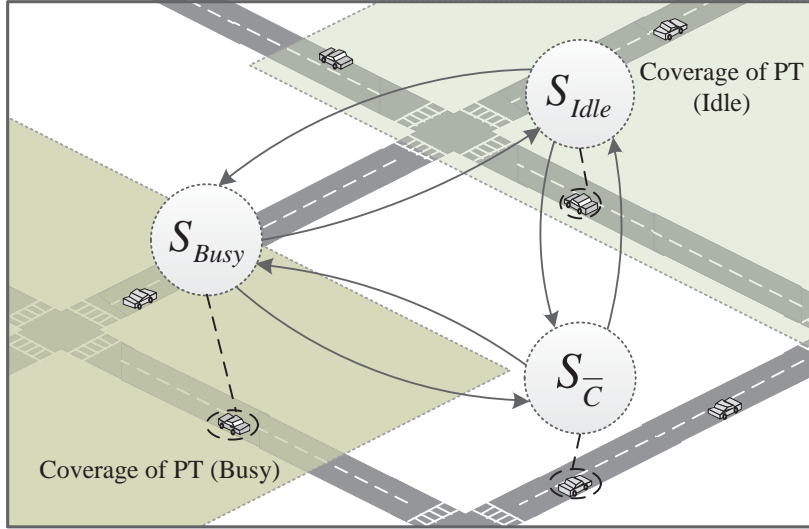 S_Idle
Coverage of PT
(Idle)
S_Busy
S_C̅
Coverage of PT (Busy)